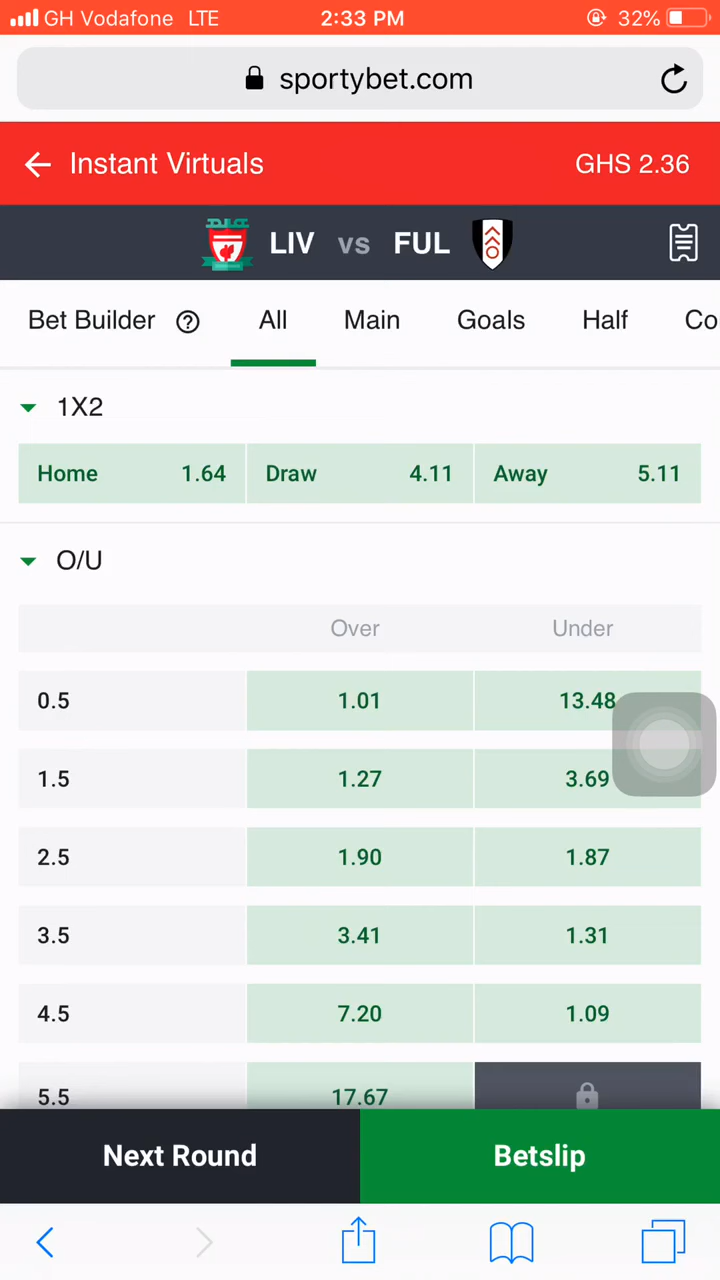 GH Vodafone LTE 2:33 PM 32%
sportybet.com
Instant Virtuals GHS 2.36
LIV vs FUL
Bet Builder ? All Main Goals Half Co
1X2
Home 1.64 Draw 4.11 Away 5.11
O/U
Over Under
0.5 1.01 13.48
1.5 1.27 3.69
2.5 1.90 1.87
3.5 3.41 1.31
4.5 7.20 1.09
5.5 17.67
Next Round Betslip